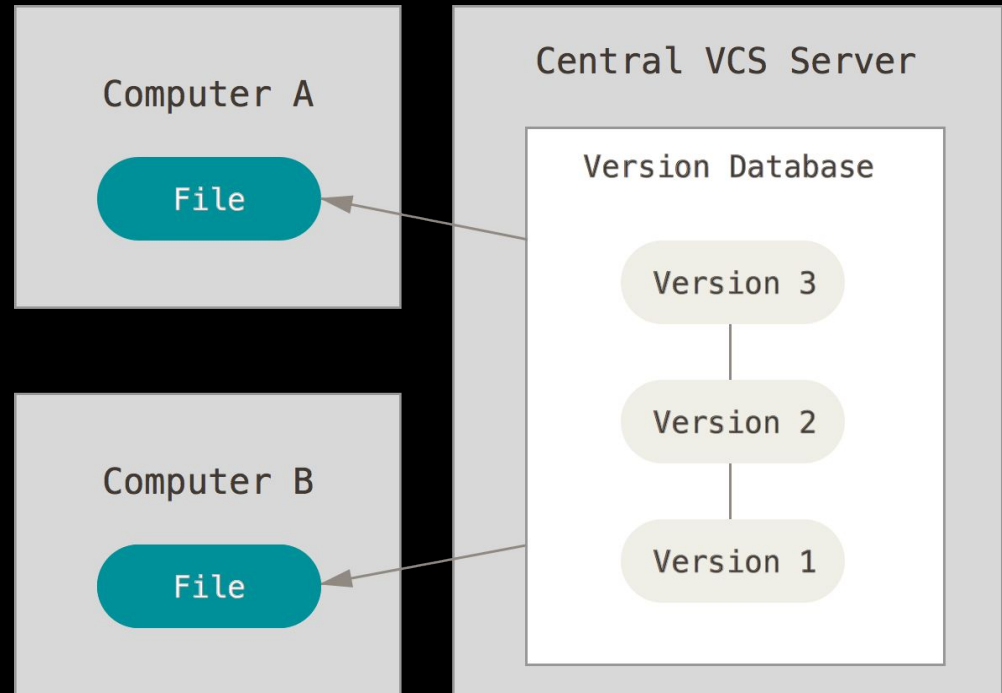 Computer A
File
Central VCS Server
Version Database
Version 3
Version 2
Version 1
Computer B
File